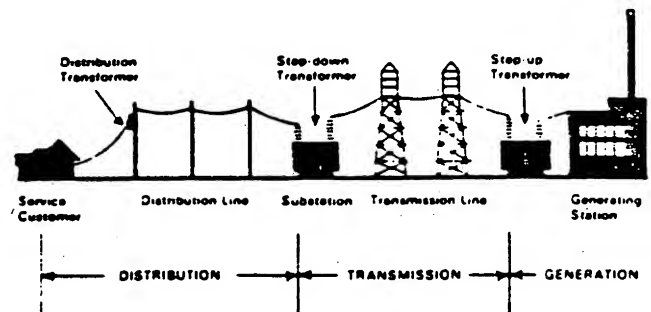 Distribution
Transformer
Step-down
Transformer
Step-up
Transformer
Service
Customer
Distribution Line
Substation
Transmission Line
Generating
Station
DISTRIBUTION
TRANSMISSION
GENERATION